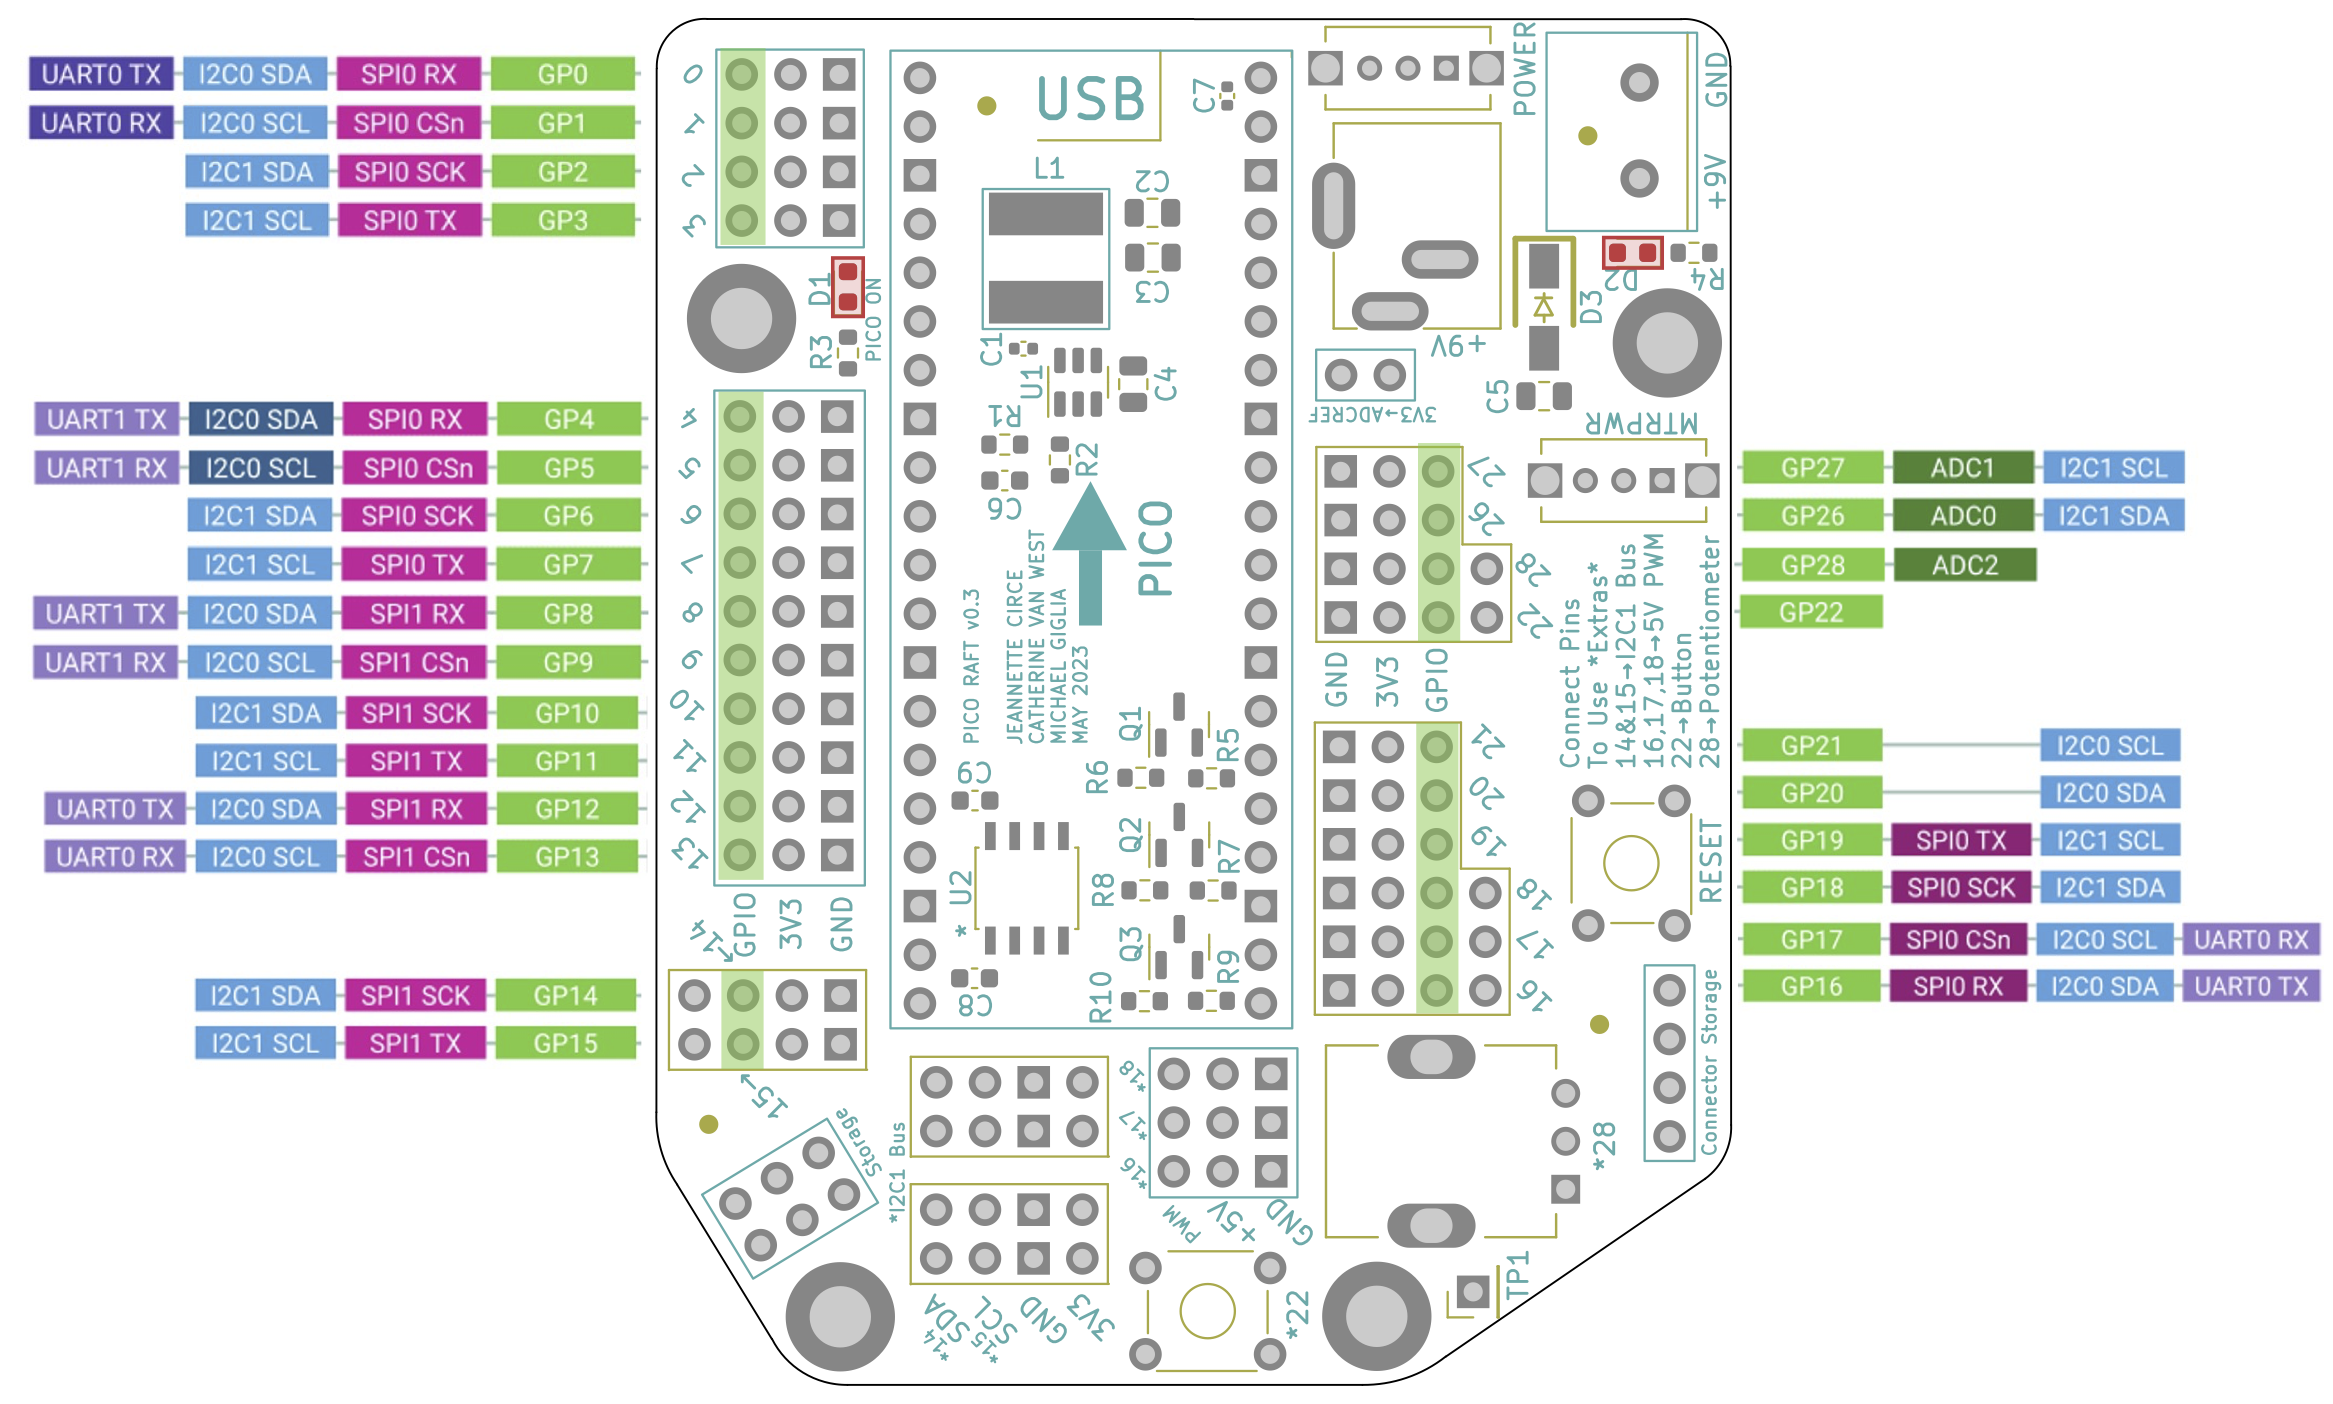 UART0 TX I2C0 SDA SPI0 RX GP0
UART0 RX I2C0 SCL SPI0 CSn GP1
I2C1 SDA SPI0 SCK GP2
I2C1 SCL SPI0 TX GP3
UART1 TX I2C0 SDA SPI0 RX GP4
UART1 RX I2C0 SCL SPI0 CSn GP5
I2C1 SDA SPI0 SCK GP6
I2C1 SCL SPI0 TX GP7
UART1 TX I2C0 SDA SPI1 RX GP8
UART1 RX I2C0 SCL SPI1 CSn GP9
I2C1 SDA SPI1 SCK GP10
I2C1 SCL SPI1 TX GP11
UART0 TX I2C0 SDA SPI1 RX GP12
UART0 RX I2C0 SCL SPI1 CSn GP13
I2C1 SDA SPI1 SCK GP14
I2C1 SCL SPI1 TX GP15
0
1
2
3
D1
PICO ON
R3
4
5
6
7
8
9
10
11
12
13
GPIO
3V3
GND
14→
15→
Storage
USB
C7
L1
C2
C3
C1
U1
C4
R1
R2
C6
PICO
PICO RAFT v0.3
JEANNETTE CIRCE
CATHERINE VAN WEST
MICHAEL GIGLIA
MAY 2023
Q1
R5
R6
C9
Q2
R7
R8
U2
*
Q3
R9
R10
C8
*I2C1 Bus
*14 SDA
*15 SCL
GND
3V3
*18
*17
*16
PWM
+5V
GND
*22
POWER
GND
+9V
D2
R4
D3
+9V
C5
3V3→ADCREF
MTRPWR
27
26
28
22
GND
3V3
GPIO
Connect Pins
To Use *Extras*
14&15→I2C1 Bus
16,17,18→5V PWM
22→Button
28→Potentiometer
21
20
19
18
17
16
RESET
Connector Storage
*28
TP1
GP27 ADC1 I2C1 SCL
GP26 ADC0 I2C1 SDA
GP28 ADC2
GP22
GP21 I2C0 SCL
GP20 I2C0 SDA
GP19 SPI0 TX I2C1 SCL
GP18 SPI0 SCK I2C1 SDA
GP17 SPI0 CSn I2C0 SCL UART0 RX
GP16 SPI0 RX I2C0 SDA UART0 TX